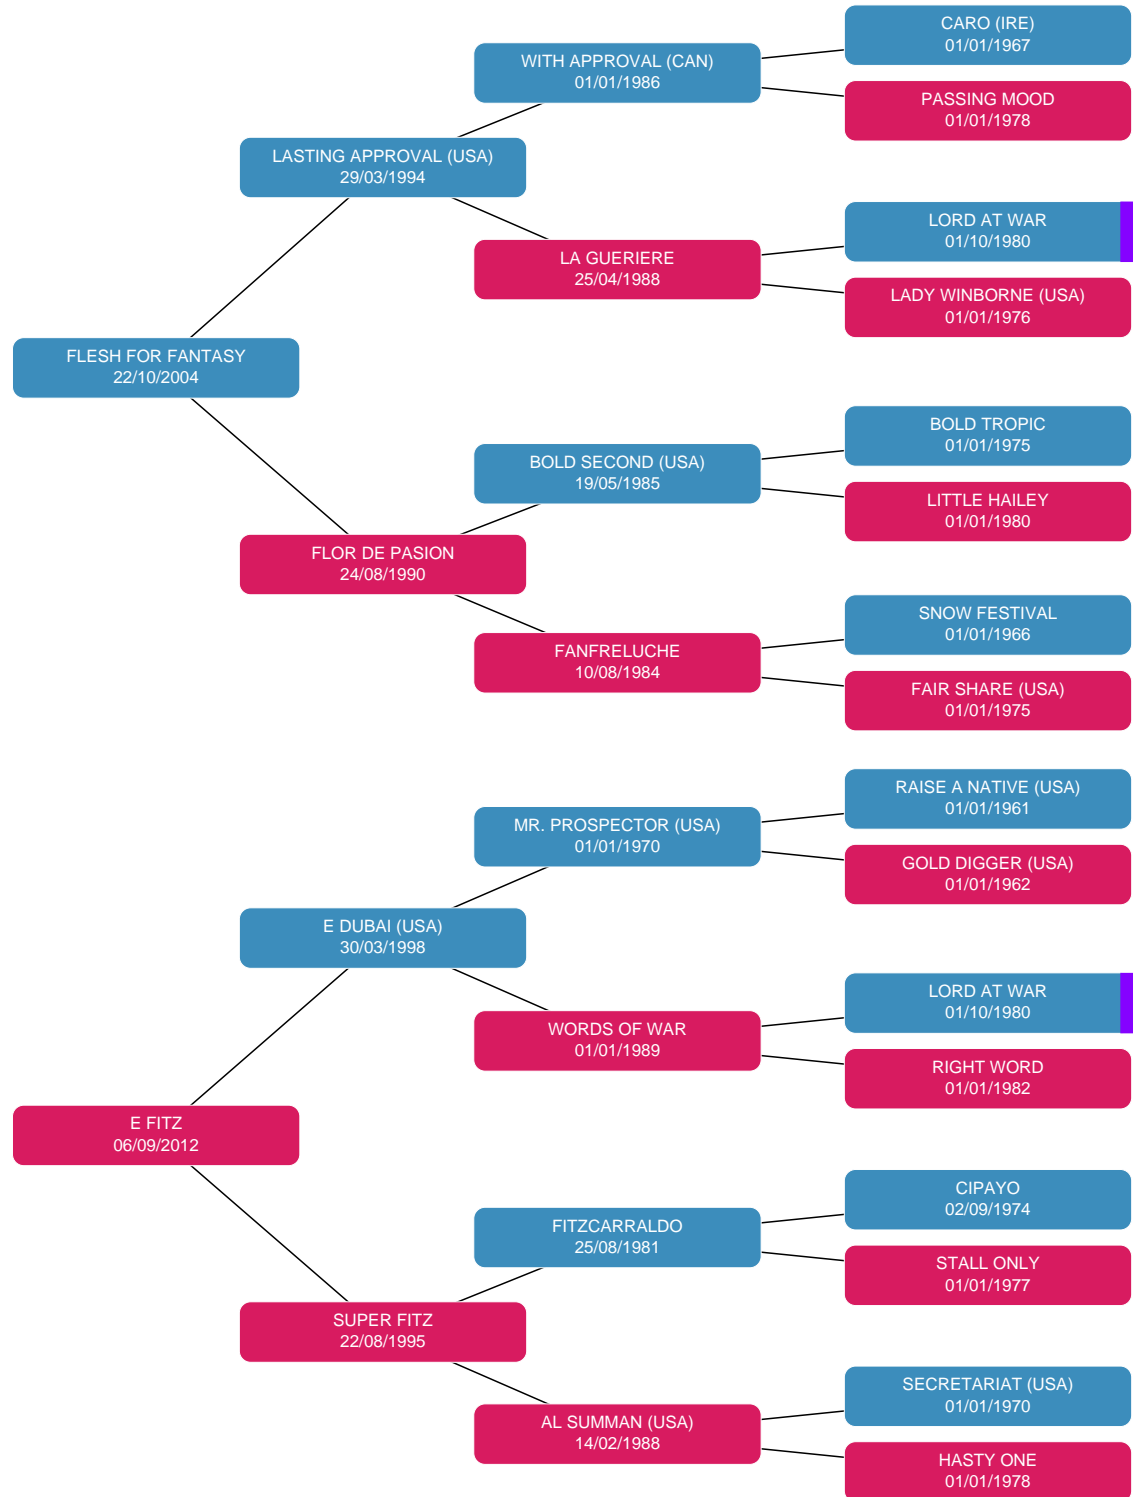 CARO (IRE)
01/01/1967
WITH APPROVAL (CAN)
01/01/1986
PASSING MOOD
01/01/1978
LASTING APPROVAL (USA)
29/03/1994
LORD AT WAR
01/10/1980
LA GUERIERE
25/04/1988
LADY WINBORNE (USA)
01/01/1976
FLESH FOR FANTASY
22/10/2004
BOLD TROPIC
01/01/1975
BOLD SECOND (USA)
19/05/1985
LITTLE HAILEY
01/01/1980
FLOR DE PASION
24/08/1990
SNOW FESTIVAL
01/01/1966
FANFRELUCHE
10/08/1984
FAIR SHARE (USA)
01/01/1975
RAISE A NATIVE (USA)
01/01/1961
MR. PROSPECTOR (USA)
01/01/1970
GOLD DIGGER (USA)
01/01/1962
E DUBAI (USA)
30/03/1998
LORD AT WAR
01/10/1980
WORDS OF WAR
01/01/1989
RIGHT WORD
01/01/1982
E FITZ
06/09/2012
CIPAYO
02/09/1974
FITZCARRALDO
25/08/1981
STALL ONLY
01/01/1977
SUPER FITZ
22/08/1995
SECRETARIAT (USA)
01/01/1970
AL SUMMAN (USA)
14/02/1988
HASTY ONE
01/01/1978